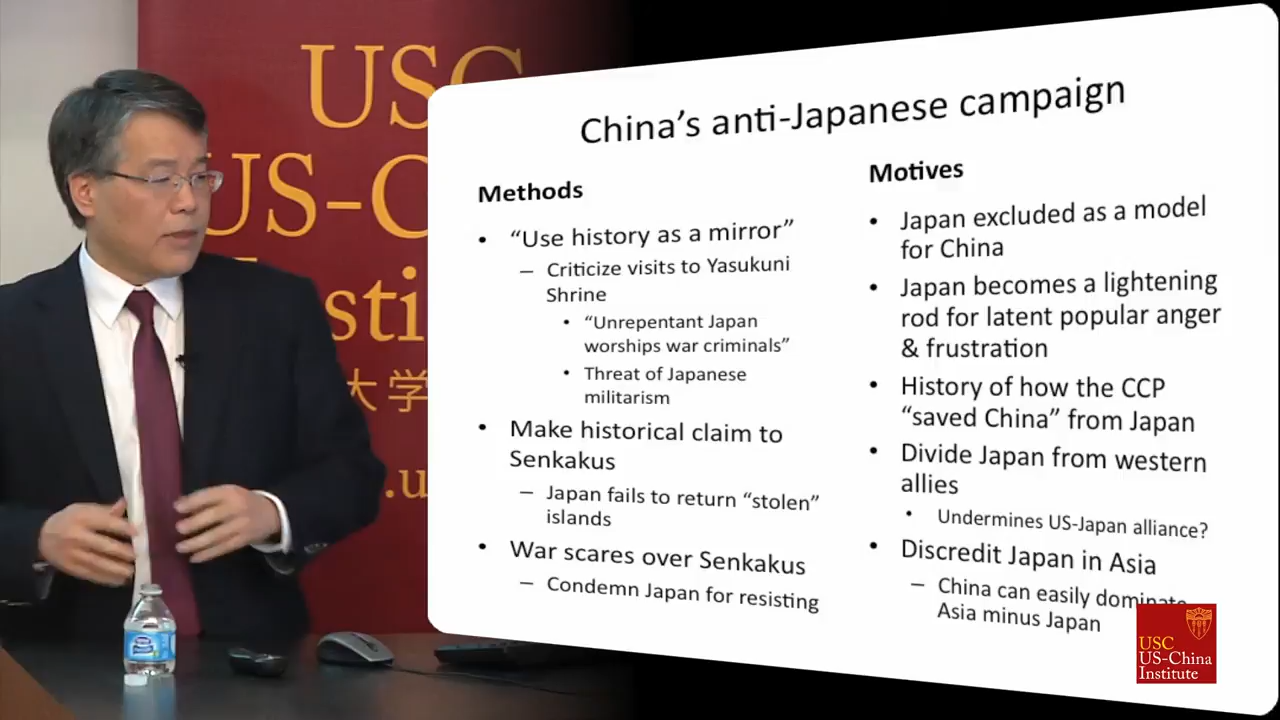 USC
US-C
sti
大学
.u
China's anti-Japanese campaign
Methods
• "Use history as a mirror"
– Criticize visits to Yasukuni
Shrine
• "Unrepentant Japan
worships war criminals"
• Threat of Japanese
militarism
• Make historical claim to
Senkakus
– Japan fails to return "stolen"
islands
• War scares over Senkakus
– Condemn Japan for resisting
Motives
• Japan excluded as a model
for China
• Japan becomes a lightening
rod for latent popular anger
& frustration
• History of how the CCP
"saved China" from Japan
• Divide Japan from western
allies
• Undermines US-Japan alliance?
• Discredit Japan in Asia
– China can easily dominate
Asia minus Japan
USC
US-China
Institute